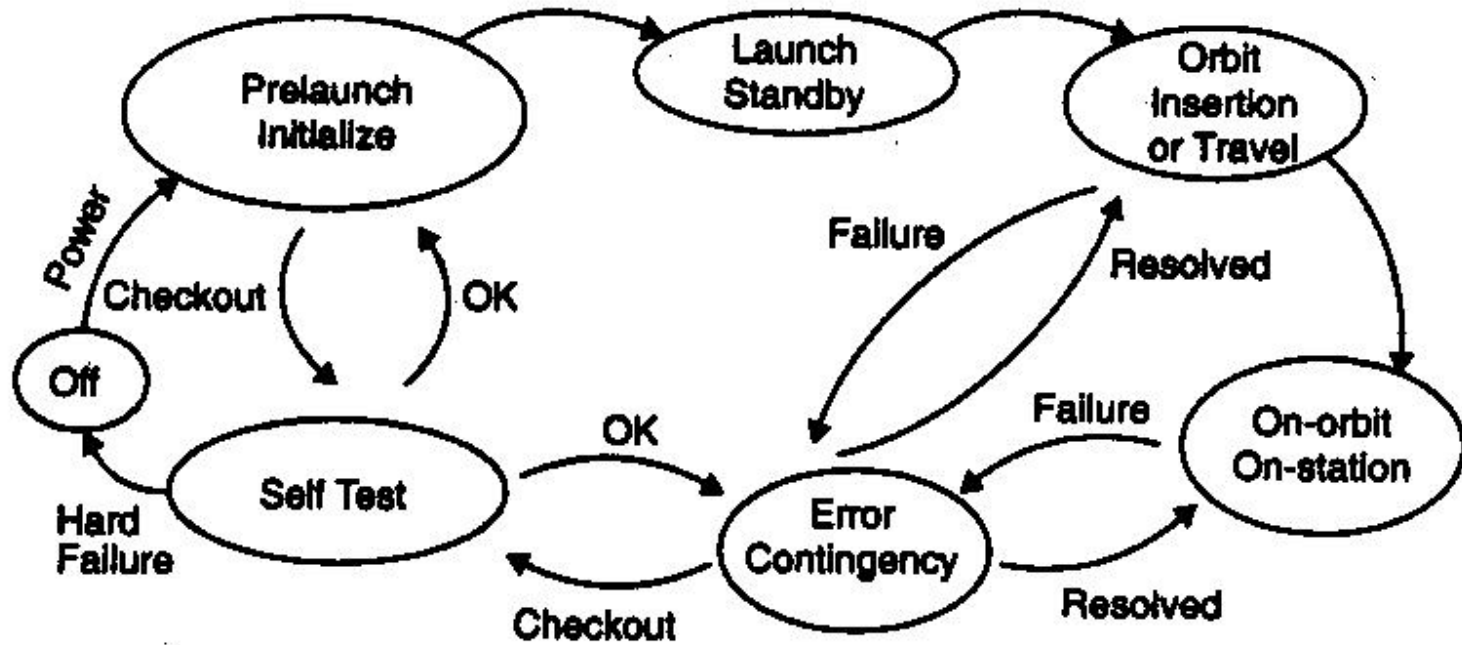 Prelaunch
Initialize
Launch
Standby
Orbit
Insertion
or Travel
Power
Checkout
OK
Failure
Resolved
Off
Self Test
Hard
Failure
OK
Checkout
Error
Contingency
Failure
On-orbit
On-station
Resolved